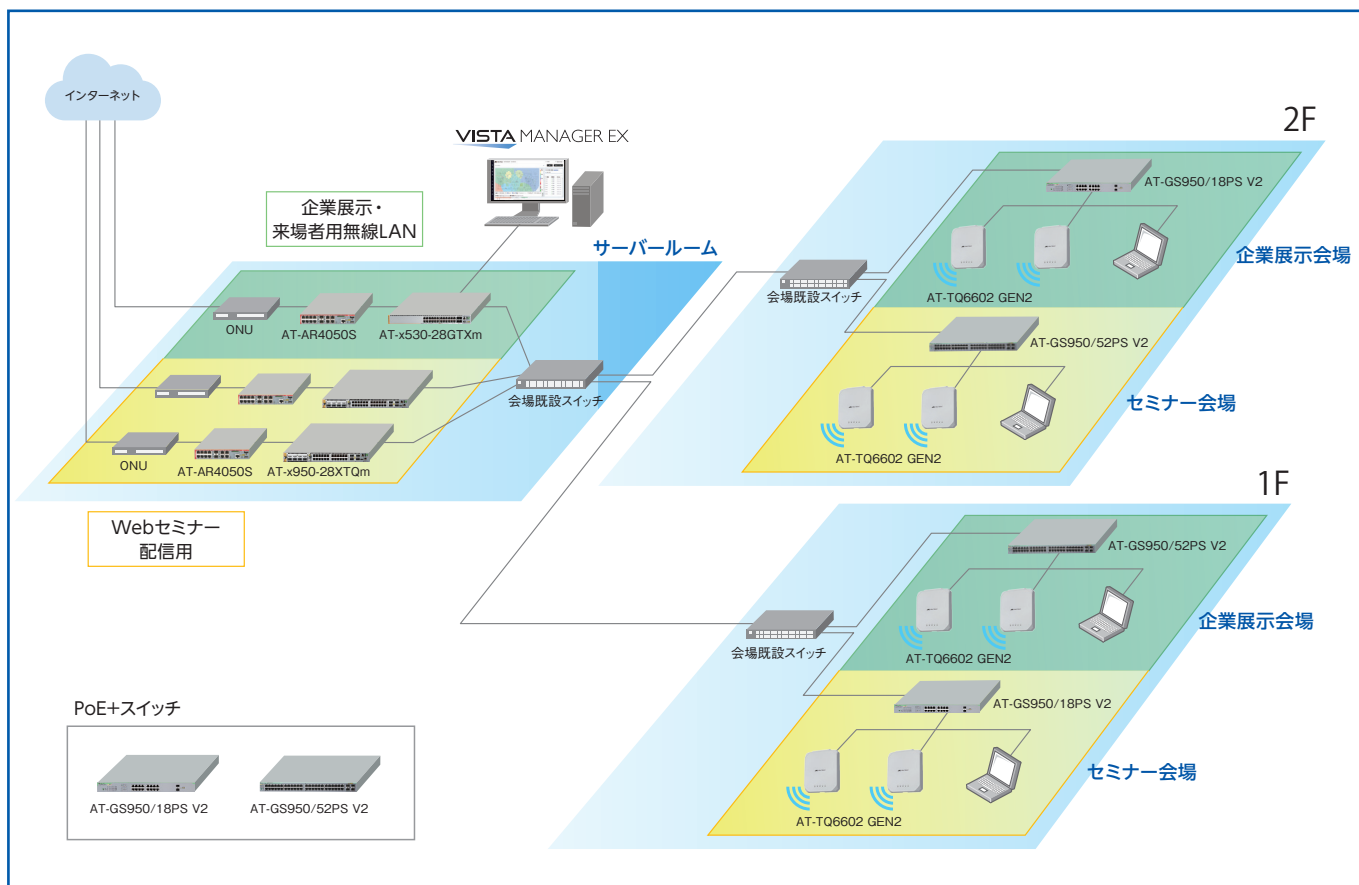 インターネット
VISTA MANAGER EX
企業展示・
来場者用無線LAN
サーバールーム
ONU
AT-AR4050S
AT-x530-28GTXm
会場既設スイッチ
ONU
AT-AR4050S
AT-x950-28XTQm
Webセミナー
配信用
2F
AT-GS950/18PS V2
会場既設スイッチ
AT-TQ6602 GEN2
企業展示会場
AT-GS950/52PS V2
AT-TQ6602 GEN2
セミナー会場
1F
AT-GS950/52PS V2
会場既設スイッチ
AT-TQ6602 GEN2
企業展示会場
AT-GS950/18PS V2
AT-TQ6602 GEN2
セミナー会場
PoE+スイッチ
AT-GS950/18PS V2
AT-GS950/52PS V2